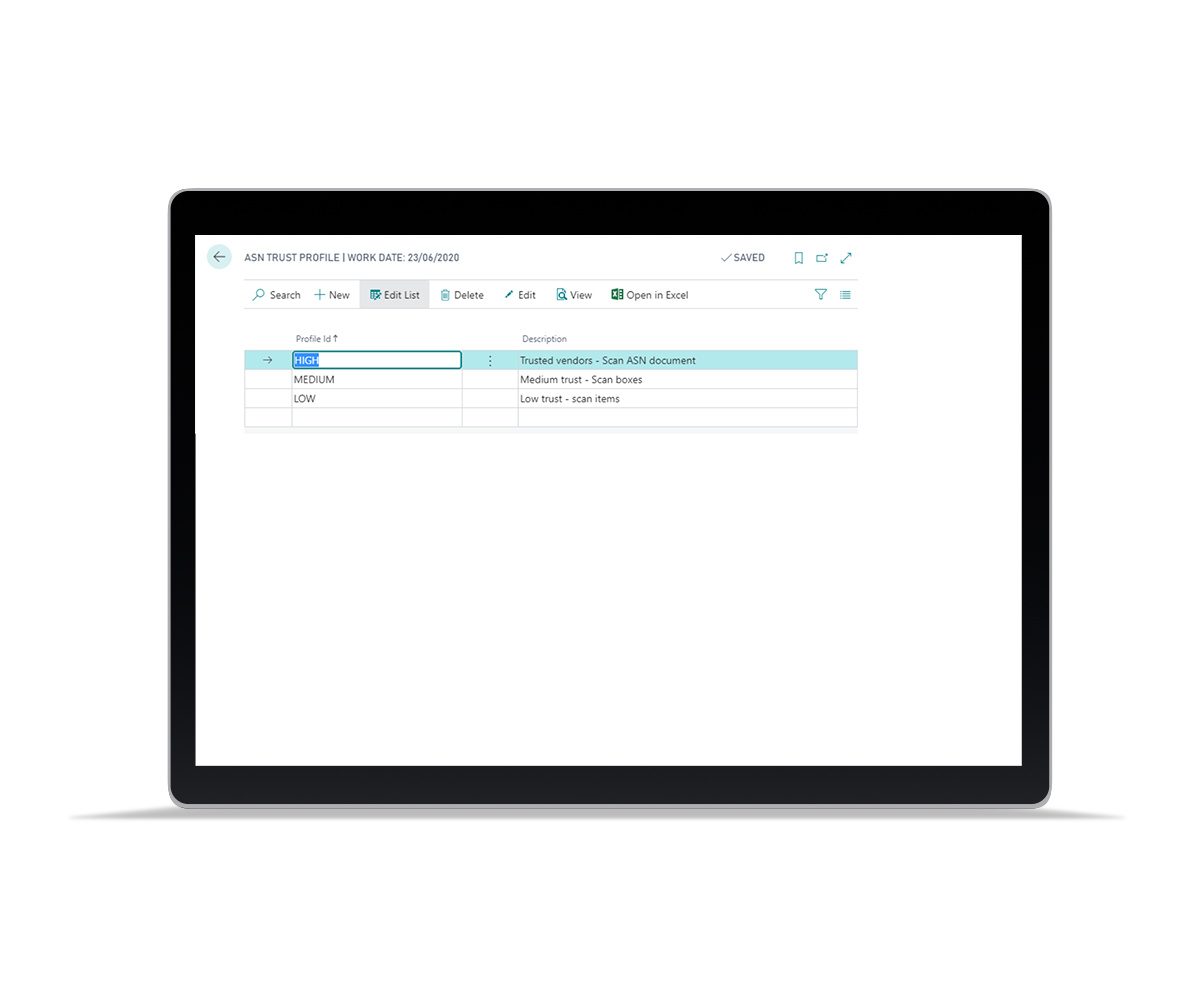 ASN TRUST PROFILE | WORK DATE: 23/06/2020
SAVED
Search New Edit List Delete Edit View Open in Excel
Profile Id ↑ Description
HIGH Trusted vendors - Scan ASN document
MEDIUM Medium trust - Scan boxes
LOW Low trust - scan items